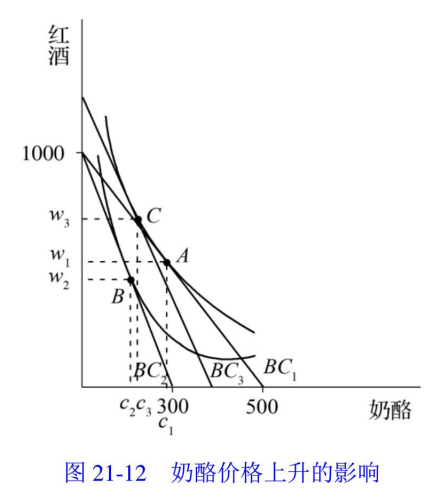 红
酒
1000
w₃
C
w₁
A
w₂
B
BC₂
BC₃
BC₁
c₂c₃ 300
500
奶酪
c₁
图 21-12 奶酪价格上升的影响